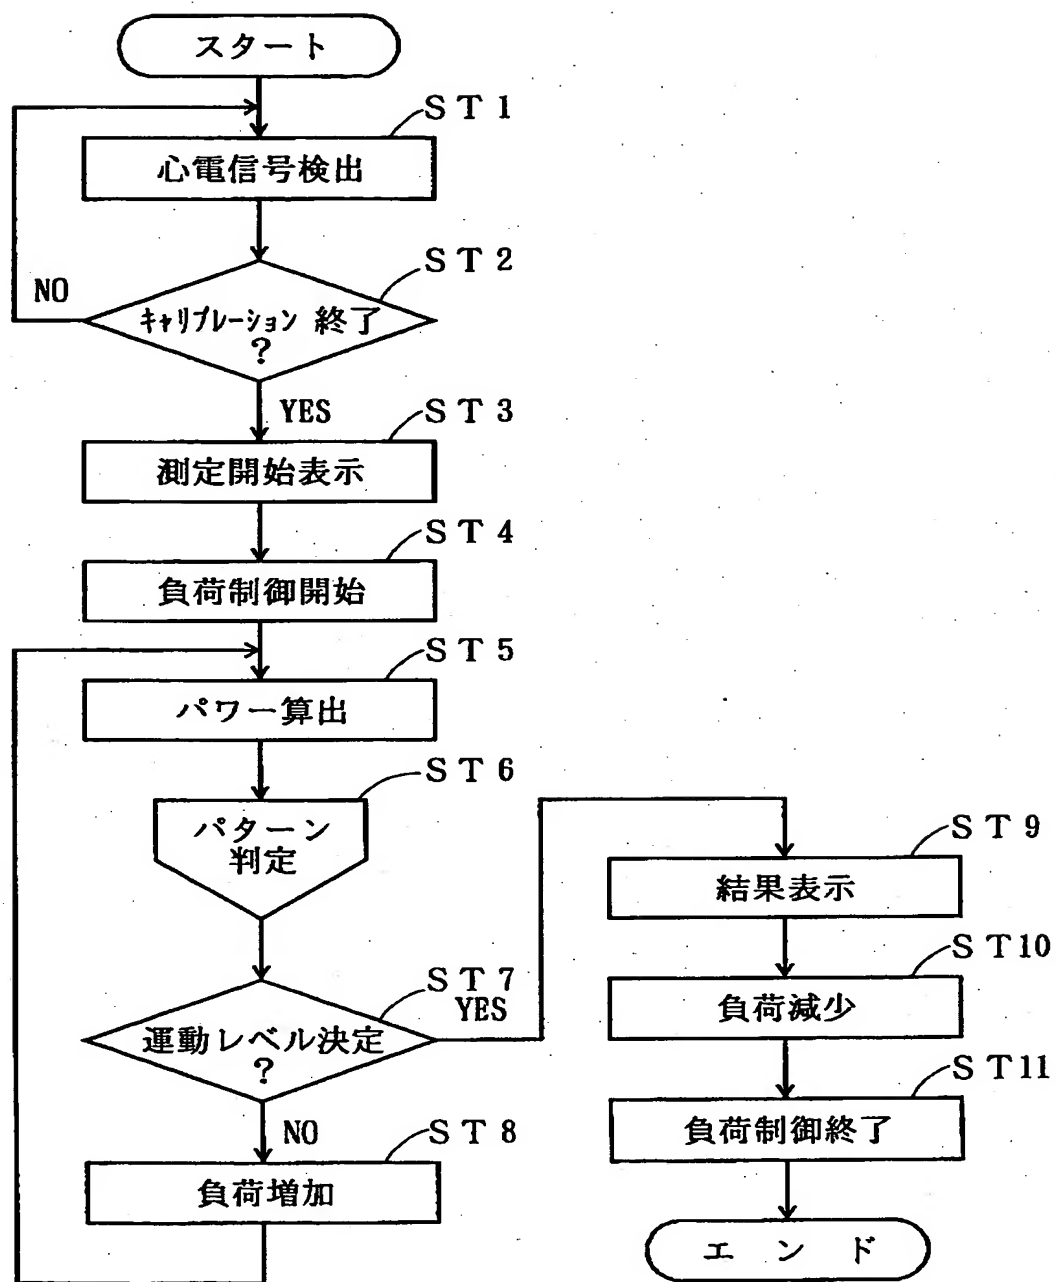 スタート
ST1
心電信号検出
ST2
NO
キャリブレーション 終了
?
YES
ST3
測定開始表示
ST4
負荷制御開始
ST5
パワー算出
ST6
パターン
判定
ST7
YES
運動レベル決定
?
NO
ST8
負荷増加
ST9
結果表示
ST10
負荷減少
ST11
負荷制御終了
エンド